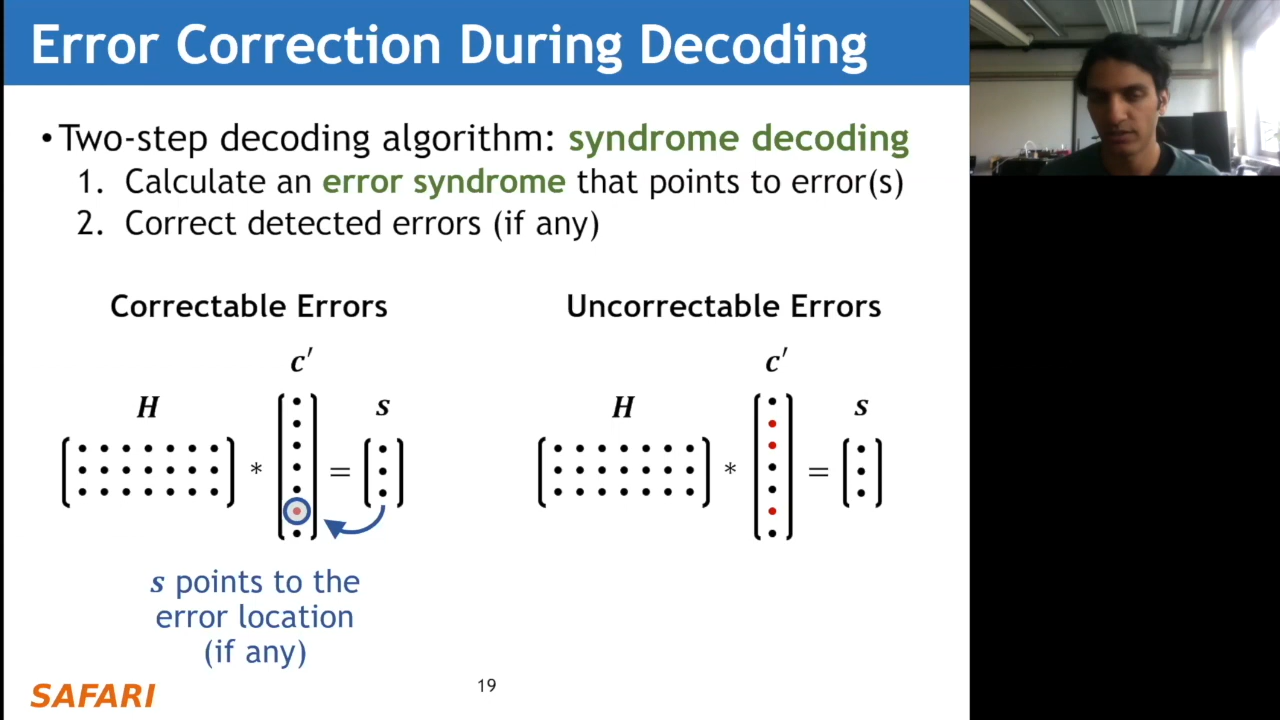 Error Correction During Decoding
• Two-step decoding algorithm: syndrome decoding
1. Calculate an error syndrome that points to error(s)
2. Correct detected errors (if any)
Correctable Errors
c′
H
s
* =
s points to the
error location
(if any)
Uncorrectable Errors
c′
H
s
* =
SAFARI
19